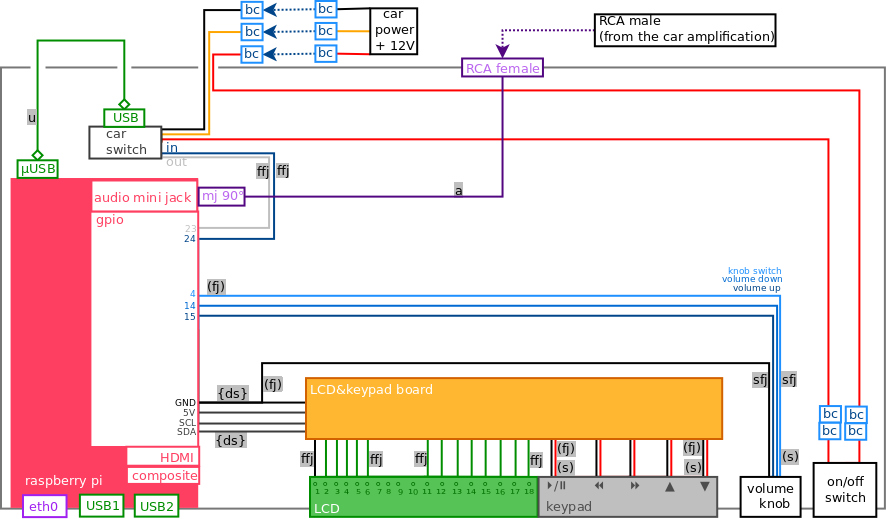 bc
bc
car
power
+ 12V
bc
bc
bc
bc
RCA male
(from the car amplification)
RCA female
u
USB
car
switch
in
out
ffj
ffj
µUSB
audio mini jack
mj 90°
a
gpio
23
24
knob switch
volume down
volume up
(fj)
4
14
15
sfj
sfj
(fj)
{ds}
LCD&keypad board
GND
5V
SCL
SDA
{ds}
bc
bc
bc
bc
ffj
ffj
ffj
ffj
(fj)
(s)
(fj)
(s)
(s)
HDMI
composite
raspberry pi
1 2 3 4 5 6 7 8 9 10 11 12 13 14 15 16 17 18
LCD
keypad
volume
knob
on/off
switch
eth0
USB1
USB2